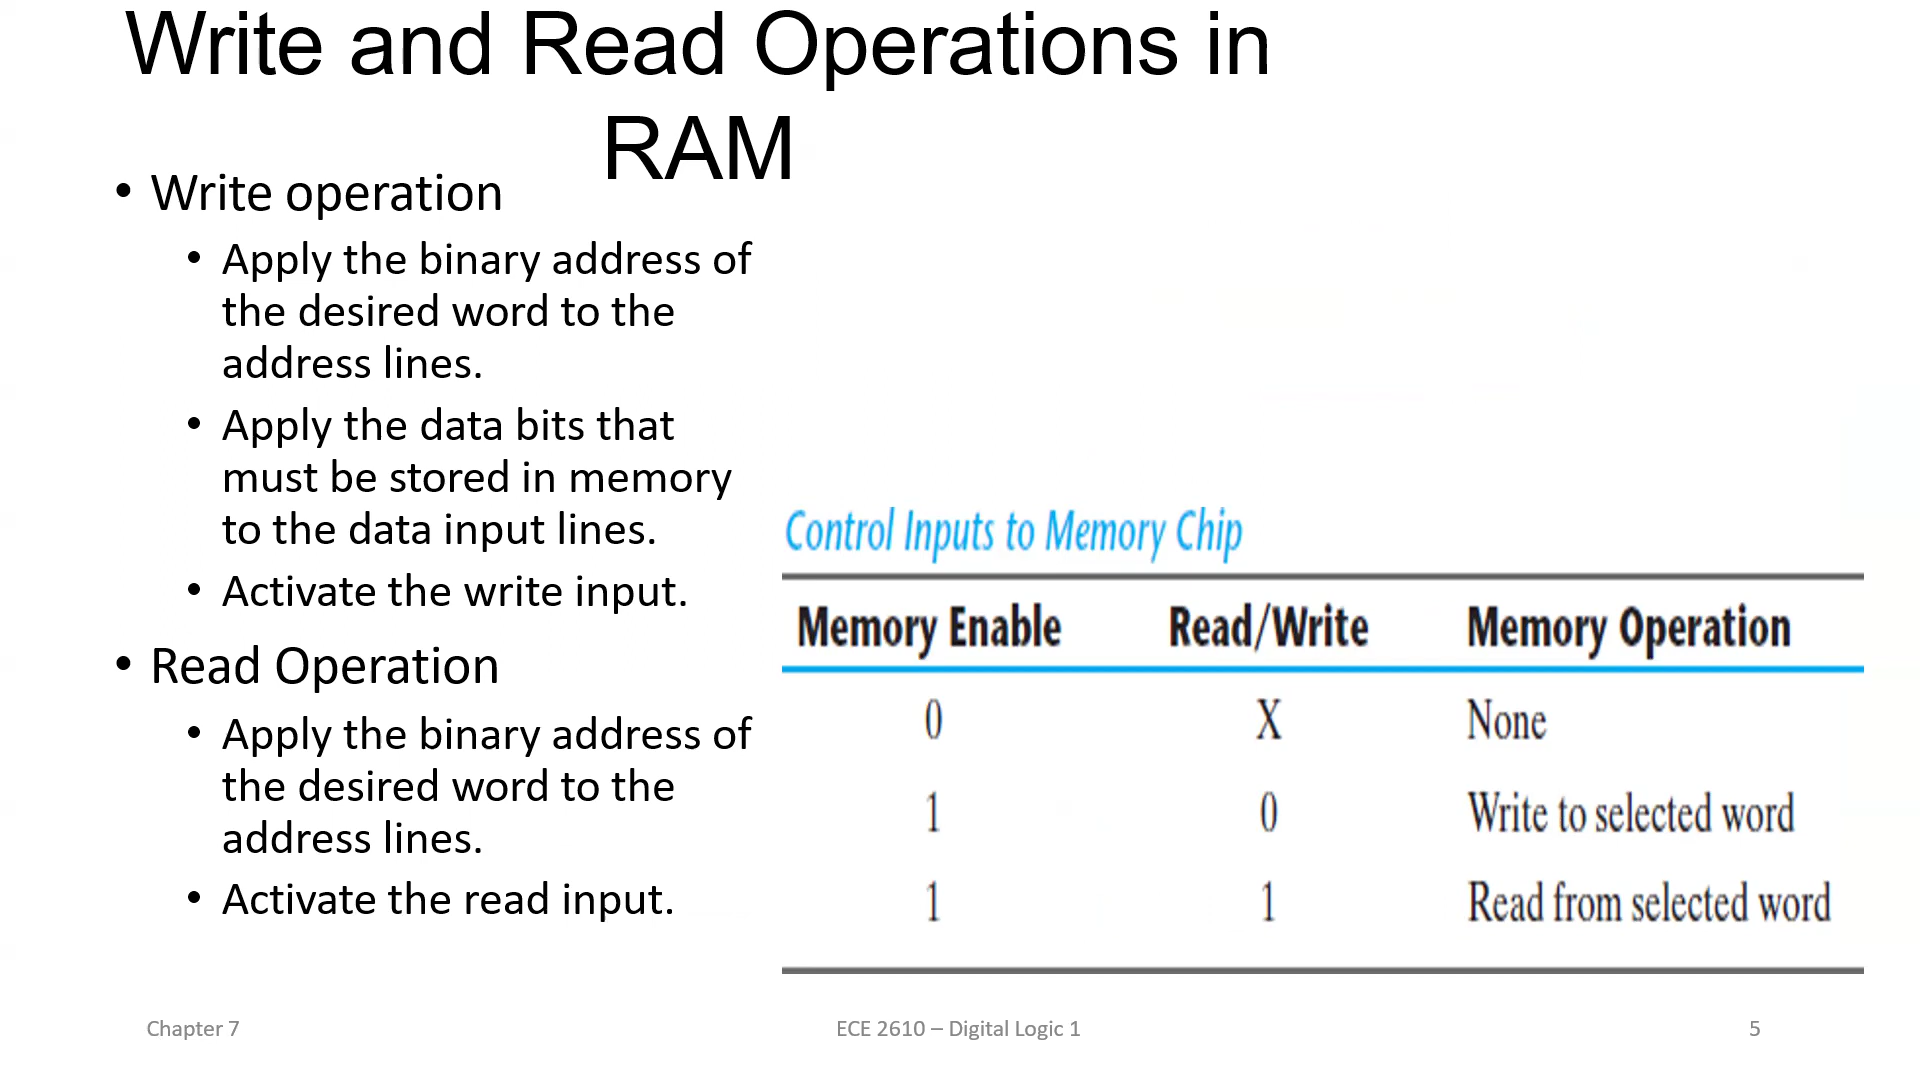 Write and Read Operations in
RAM
• Write operation
• Apply the binary address of
the desired word to the
address lines.
• Apply the data bits that
must be stored in memory
to the data input lines.
• Activate the write input.
• Read Operation
• Apply the binary address of
the desired word to the
address lines.
• Activate the read input.
Control Inputs to Memory Chip
Memory Enable Read/Write Memory Operation
0 X None
1 0 Write to selected word
1 1 Read from selected word
Chapter 7 ECE 2610 – Digital Logic 1 5